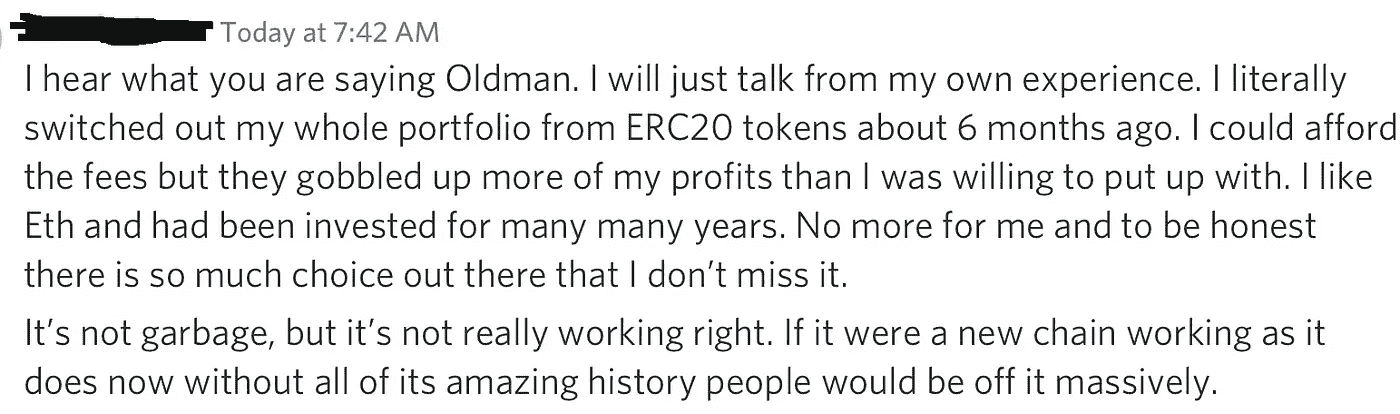 Today at 7:42 AM
I hear what you are saying Oldman. I will just talk from my own experience. I literally
switched out my whole portfolio from ERC20 tokens about 6 months ago. I could afford
the fees but they gobbled up more of my profits than I was willing to put up with. I like
Eth and had been invested for many many years. No more for me and to be honest
there is so much choice out there that I don’t miss it.
It’s not garbage, but it’s not really working right. If it were a new chain working as it
does now without all of its amazing history people would be off it massively.